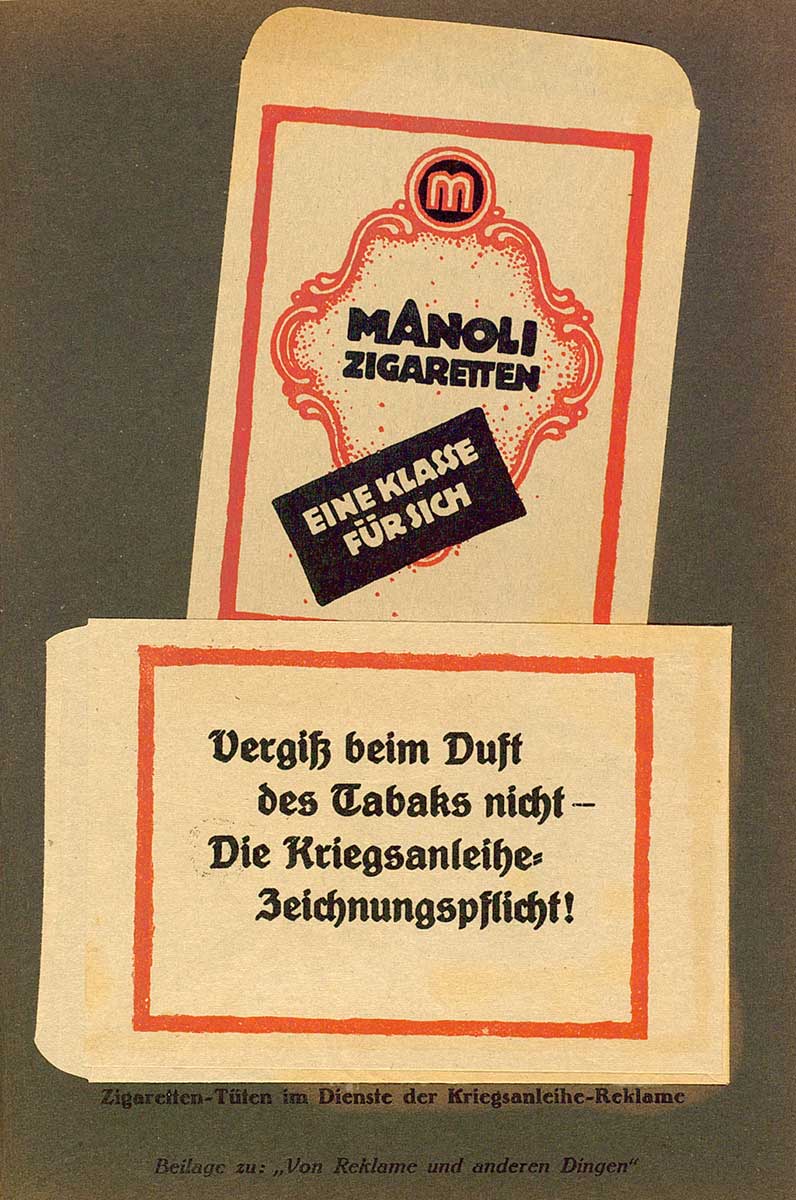 m
MANOLI
ZIGARETTEN
EINE KLASSE
FÜR SICH
Vergiß beim Duft
des Tabaks nicht –
Die Kriegsanleihe-
Zeichnungspflicht!
Zigaretten-Tüten im Dienste der Kriegsanleihe-Reklame
Beilage zu: „Von Reklame und anderen Dingen“